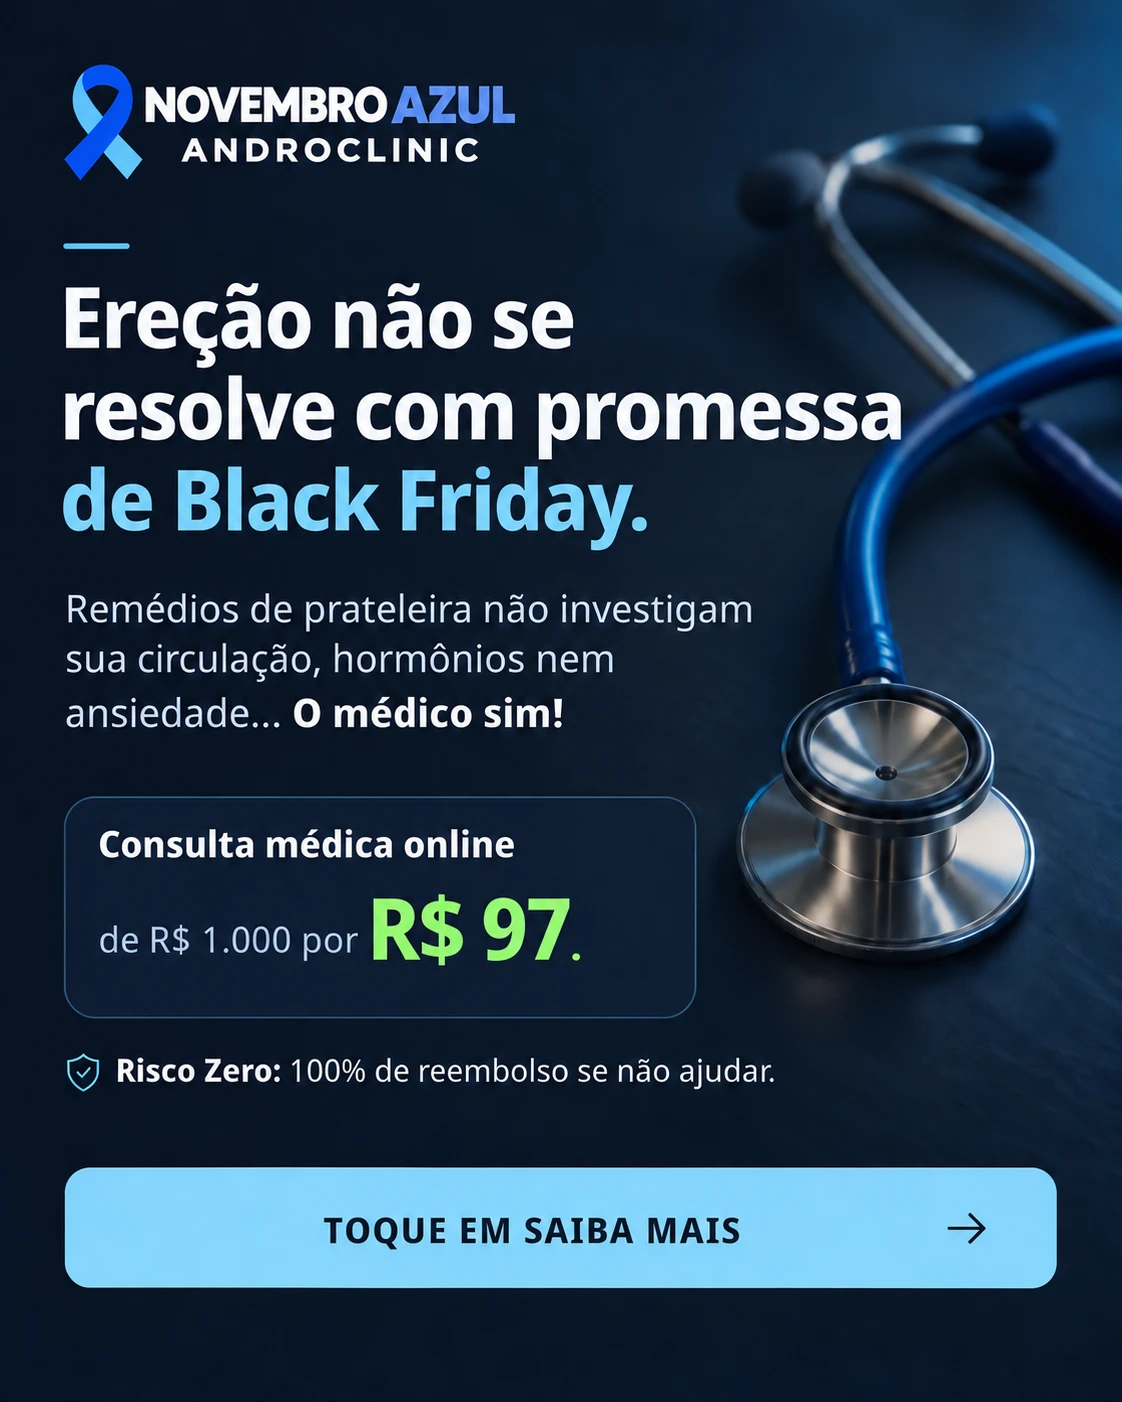 NOVEMBRO AZUL
ANDROCLINIC
Ereção não se
resolve com promessa
de Black Friday.
Remédios de prateleira não investigam
sua circulação, hormônios nem
ansiedade... O médico sim!
Consulta médica online
de R$ 1.000 por R$ 97.
Risco Zero: 100% de reembolso se não ajudar.
TOQUE EM SAIBA MAIS